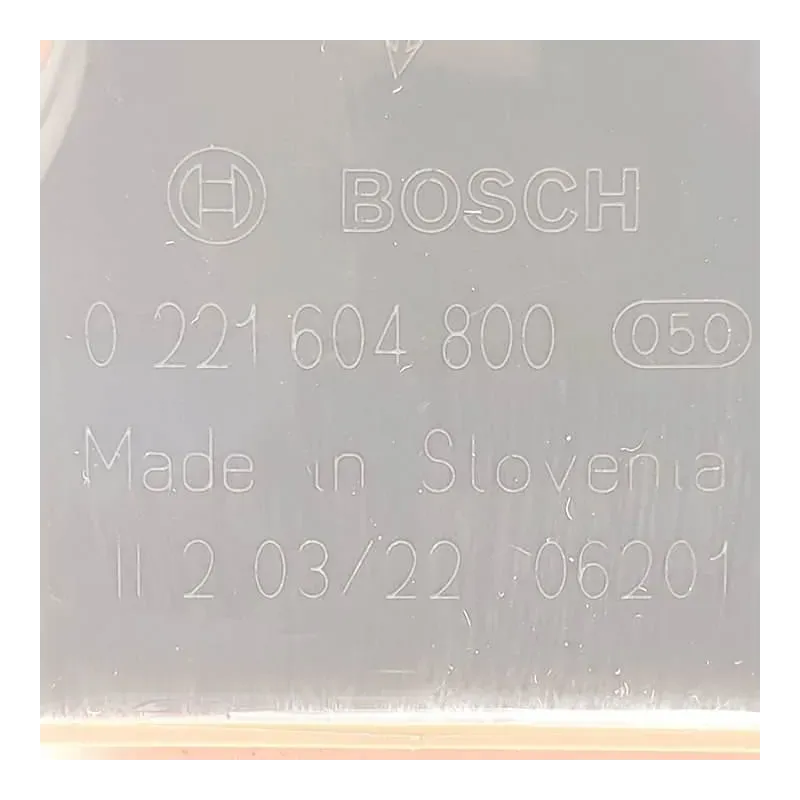 BOSCH
0 221 604 800 050
Made in Slovenia
II 2 03/22 06201